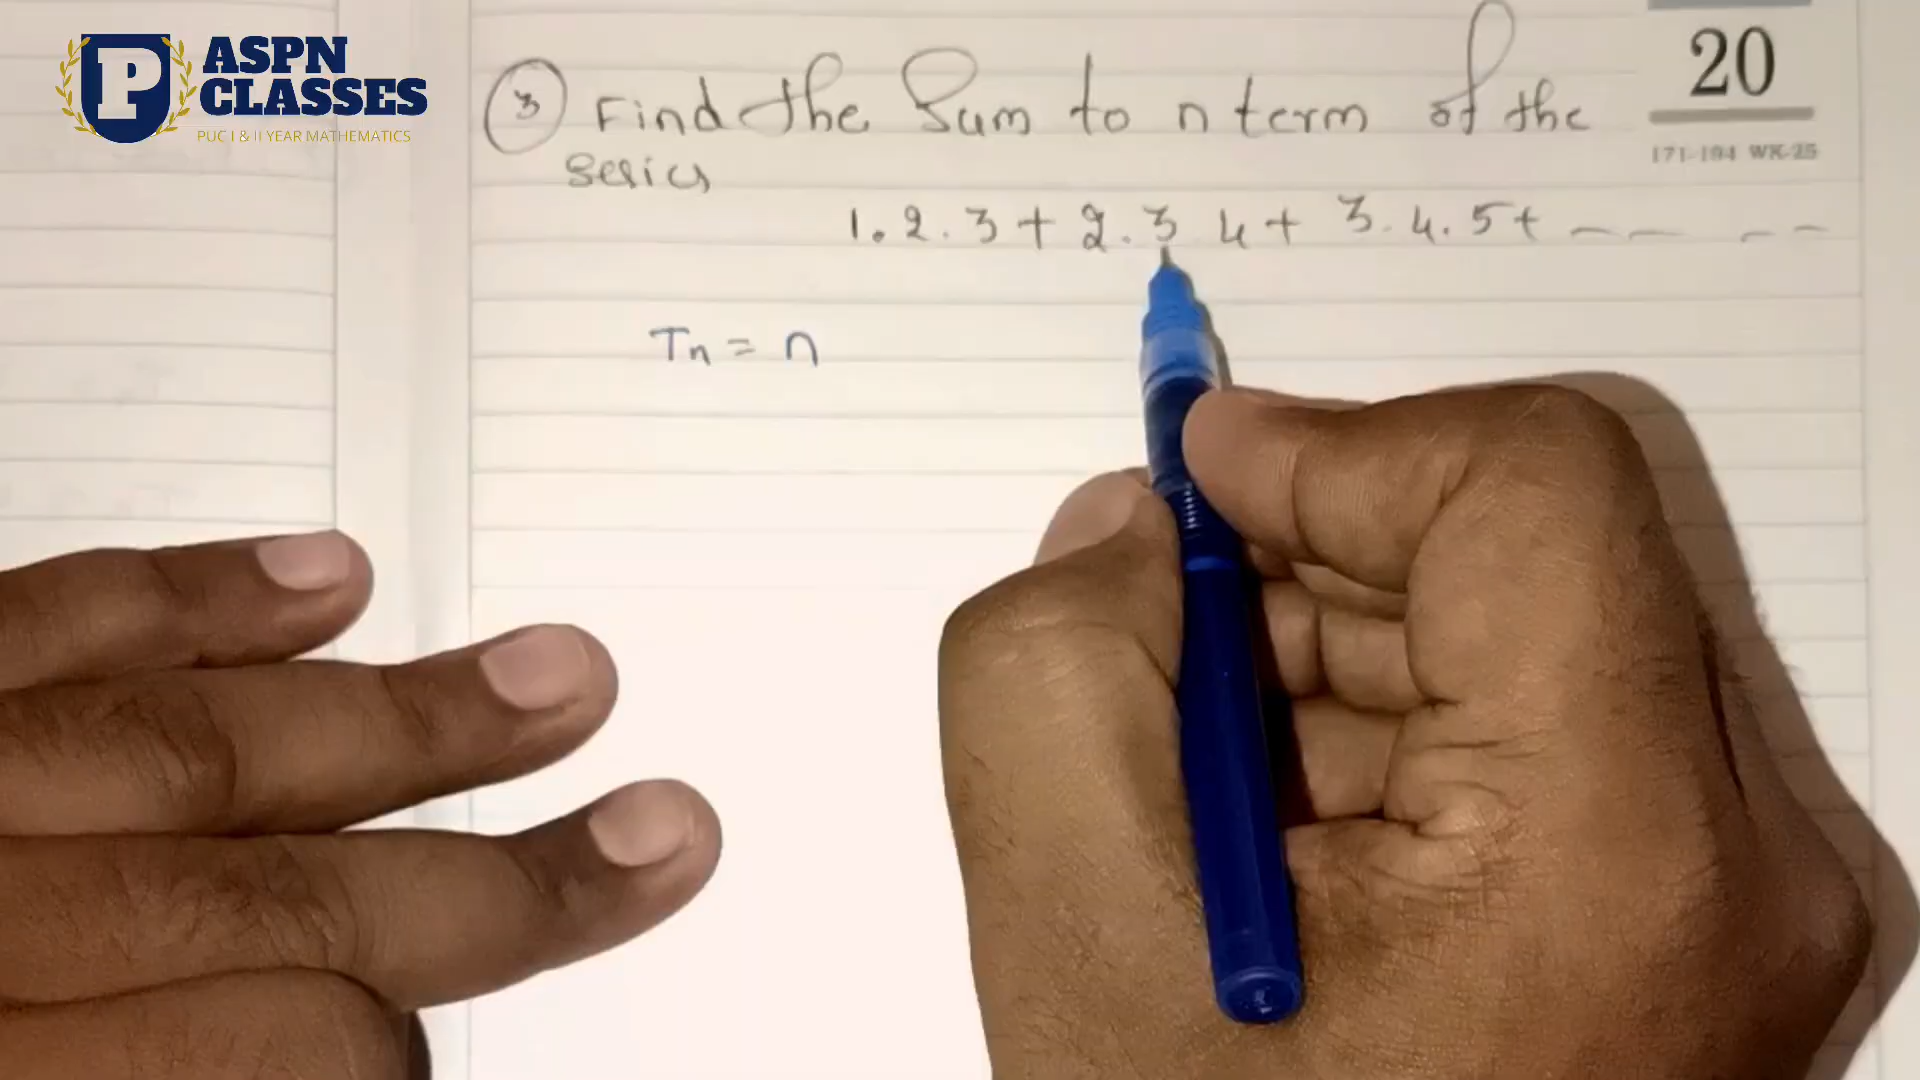 P
ASPN
CLASSES
PUC I & II YEAR MATHEMATICS
20
171-194 WK-25
3 Find the Sum to n term of the
series
1.2.3+ 2.3 4+ 3.4.5+ -- --
Tn = n